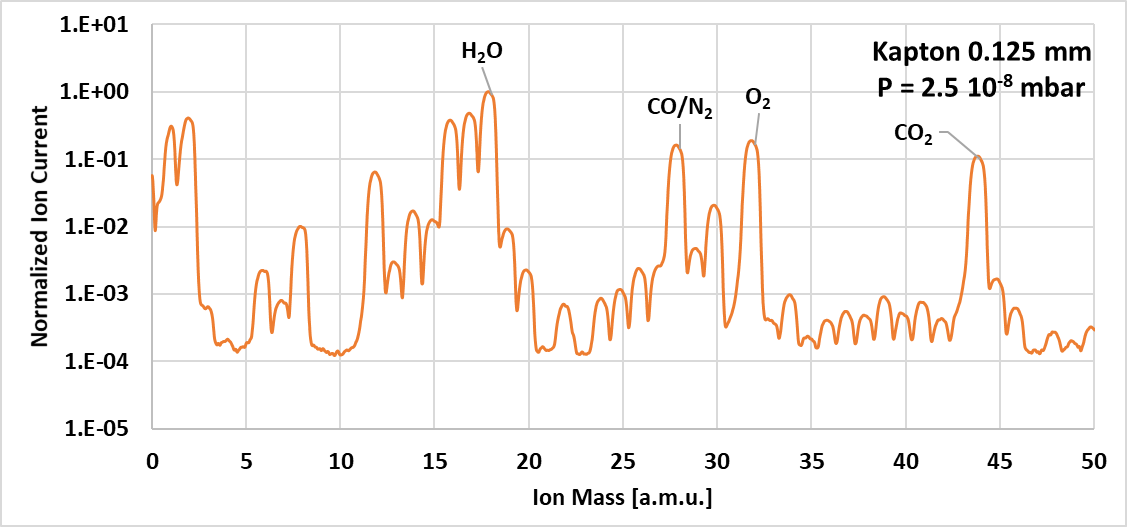 1.E+01
1.E+00
1.E-01
1.E-02
1.E-03
1.E-04
1.E-05
Normalized Ion Current
H₂O
CO/N₂
O₂
CO₂
Kapton 0.125 mm
P = 2.5 10⁻⁸ mbar
0 5 10 15 20 25 30 35 40 45 50
Ion Mass [a.m.u.]